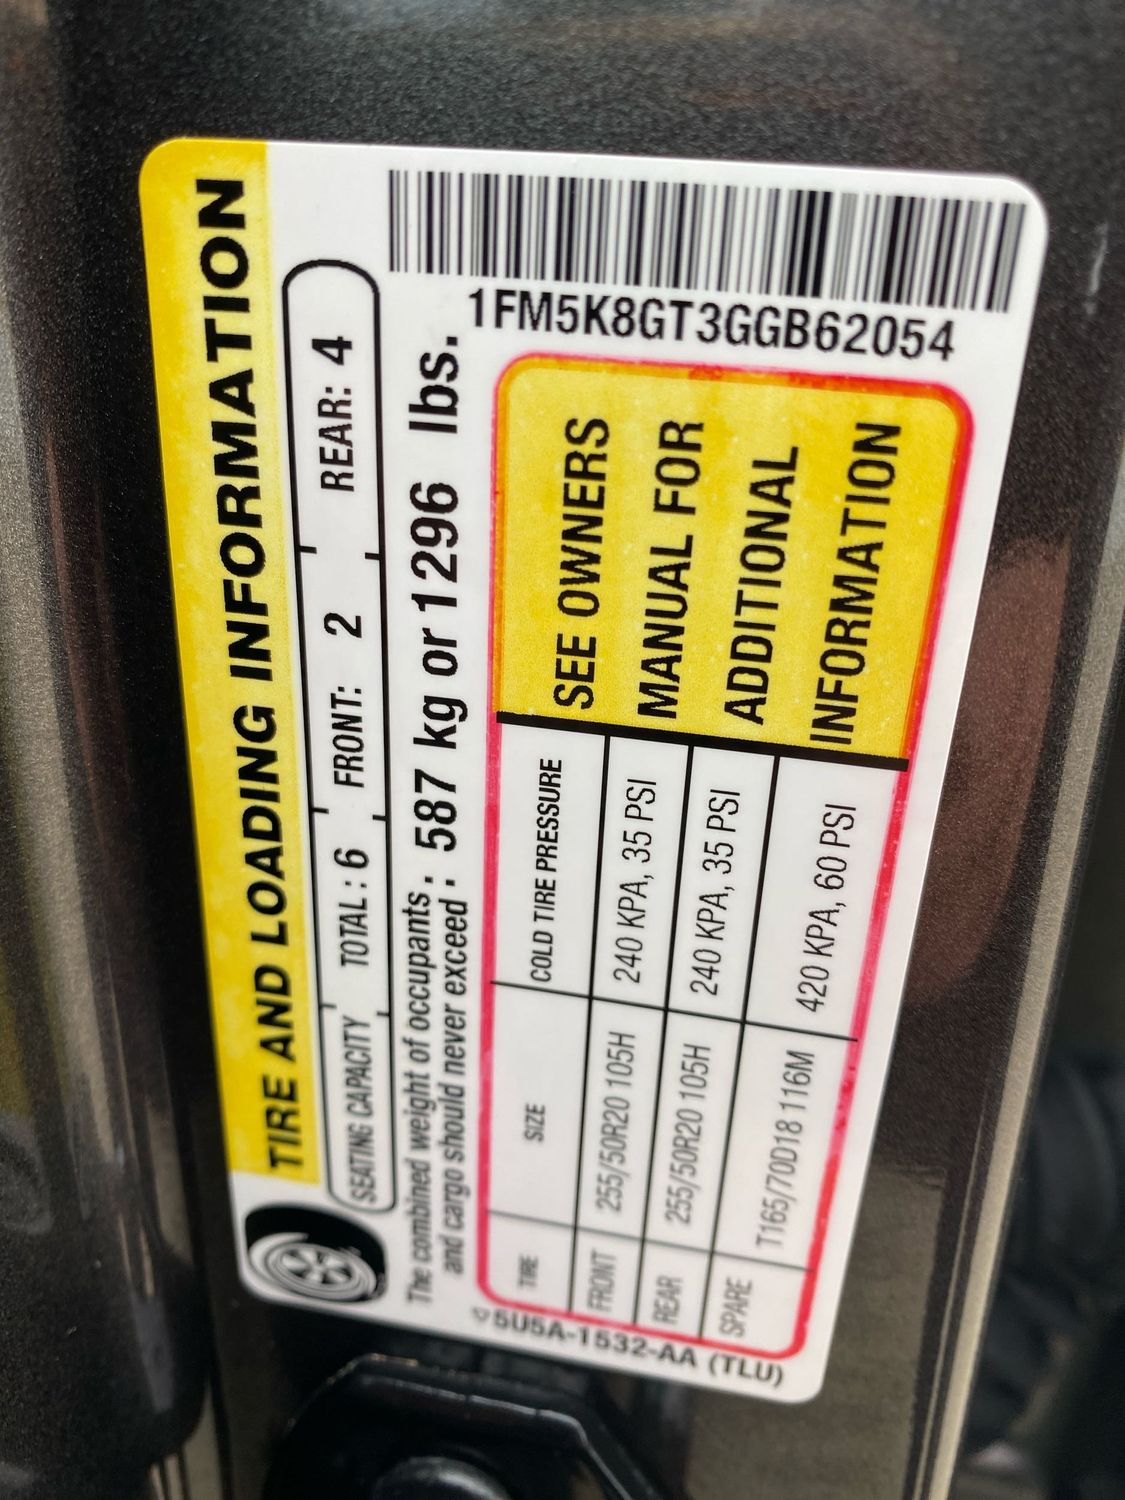 TIRE AND LOADING INFORMATION
SEATING CAPACITY TOTAL: 6 FRONT: 2 REAR: 4
The combined weight of occupants
and cargo should never exceed : 587 kg or 1296 lbs.
TIRE SIZE COLD TIRE PRESSURE
FRONT 255/50R20 105H 240 KPA, 35 PSI
REAR 255/50R20 105H 240 KPA, 35 PSI
SPARE T165/70D18 116M 420 KPA, 60 PSI
SEE OWNERS
MANUAL FOR
ADDITIONAL
INFORMATION
5U5A-1532-AA (TLU)
1FM5K8GT3GGB62054